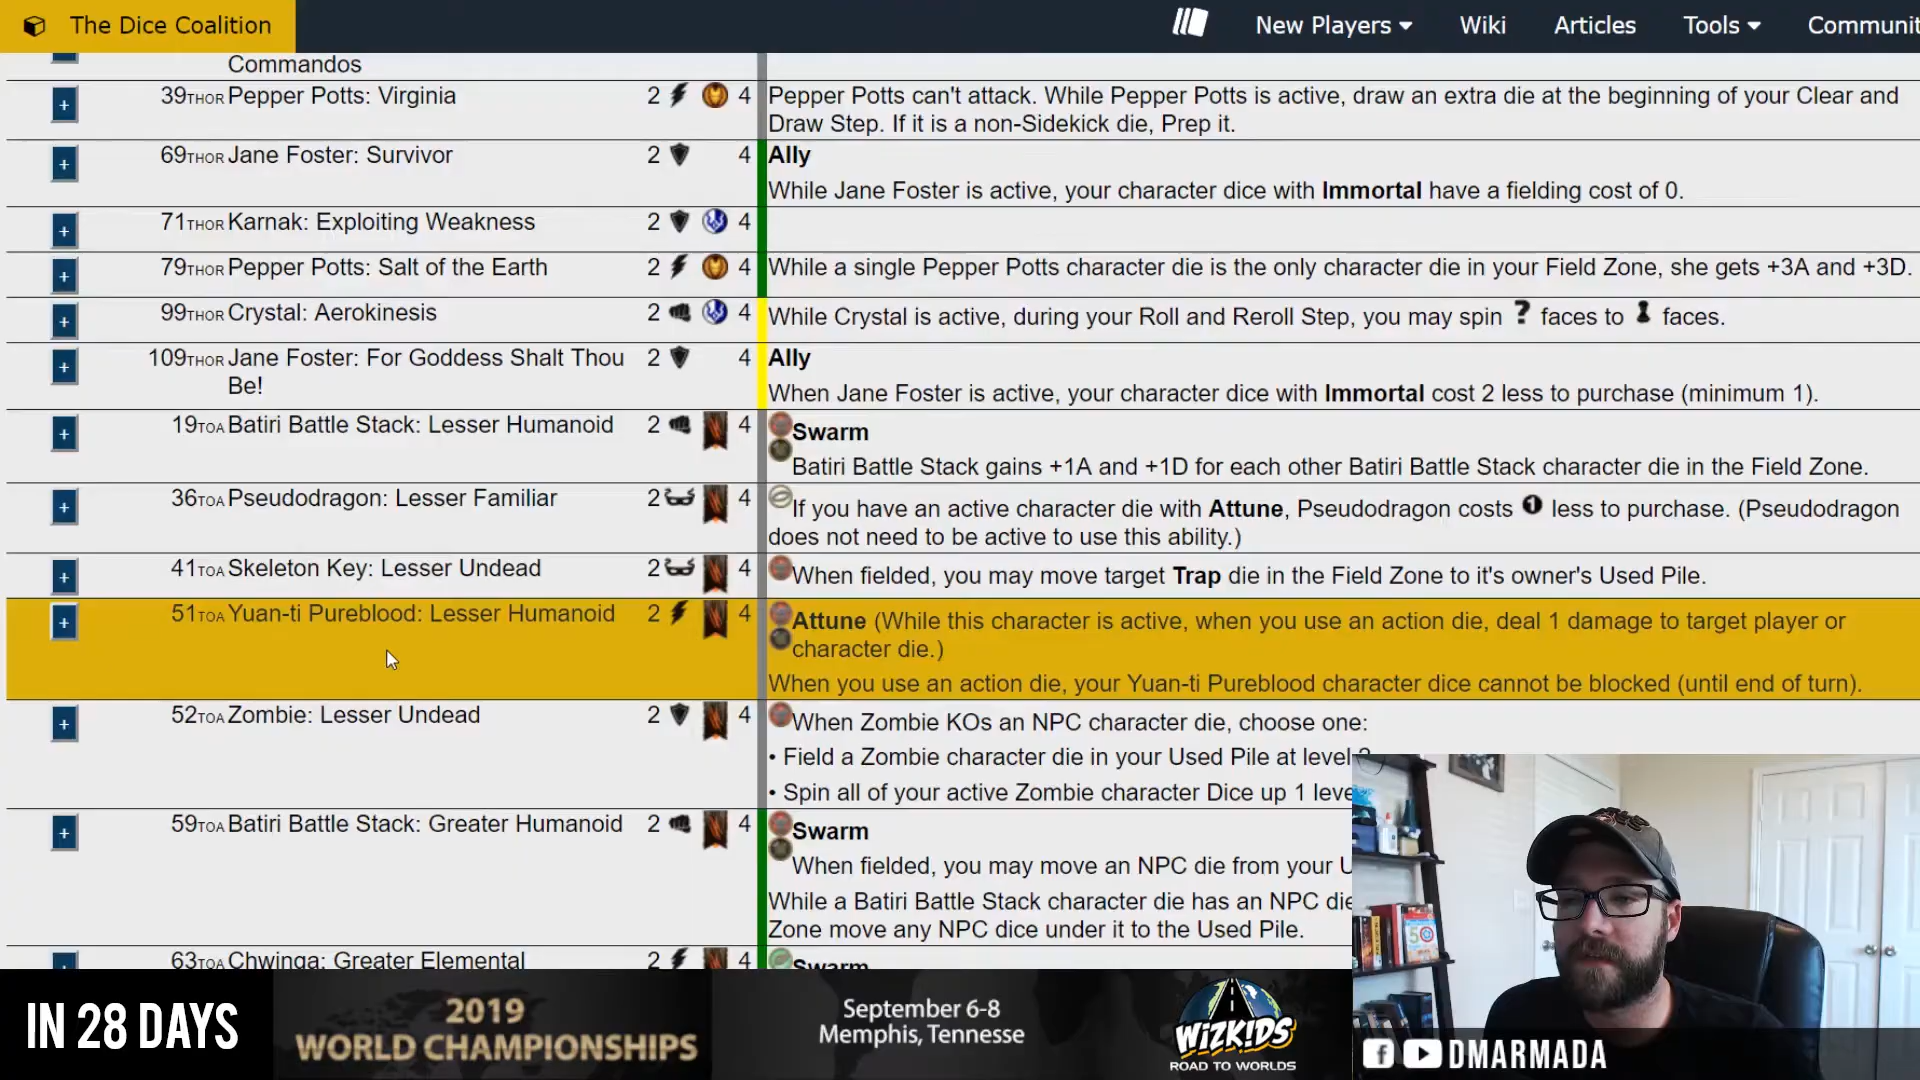 The Dice Coalition
New Players
Wiki
Articles
Tools
Communit
Commandos
39THOR Pepper Potts: Virginia 2 4 Pepper Potts can't attack. While Pepper Potts is active, draw an extra die at the beginning of your Clear and
Draw Step. If it is a non-Sidekick die, Prep it.
69THOR Jane Foster: Survivor 2 4 Ally
While Jane Foster is active, your character dice with Immortal have a fielding cost of 0.
71THOR Karnak: Exploiting Weakness 2 4
79THOR Pepper Potts: Salt of the Earth 2 4 While a single Pepper Potts character die is the only character die in your Field Zone, she gets +3A and +3D.
99THOR Crystal: Aerokinesis 2 4 While Crystal is active, during your Roll and Reroll Step, you may spin ? faces to faces.
109THOR Jane Foster: For Goddess Shalt Thou 2 4 Ally
Be!
When Jane Foster is active, your character dice with Immortal cost 2 less to purchase (minimum 1).
19TOA Batiri Battle Stack: Lesser Humanoid 2 4 Swarm
Batiri Battle Stack gains +1A and +1D for each other Batiri Battle Stack character die in the Field Zone.
36TOA Pseudodragon: Lesser Familiar 2 4 If you have an active character die with Attune, Pseudodragon costs 1 less to purchase. (Pseudodragon
does not need to be active to use this ability.)
41TOA Skeleton Key: Lesser Undead 2 4 When fielded, you may move target Trap die in the Field Zone to it's owner's Used Pile.
51TOA Yuan-ti Pureblood: Lesser Humanoid 2 4 Attune (While this character is active, when you use an action die, deal 1 damage to target player or
character die.)
When you use an action die, your Yuan-ti Pureblood character dice cannot be blocked (until end of turn).
52TOA Zombie: Lesser Undead 2 4 When Zombie KOs an NPC character die, choose one:
• Field a Zombie character die in your Used Pile at level
• Spin all of your active Zombie character Dice up 1 leve
59TOA Batiri Battle Stack: Greater Humanoid 2 4 Swarm
When fielded, you may move an NPC die from your U
While a Batiri Battle Stack character die has an NPC die
Zone move any NPC dice under it to the Used Pile.
63TOA Chwinga: Greater Elemental 2 4 Swarm
IN 28 DAYS
2019
WORLD CHAMPIONSHIPS
September 6-8
Memphis, Tennessee
WIZKIDS
ROAD TO WORLDS
DMARMADA